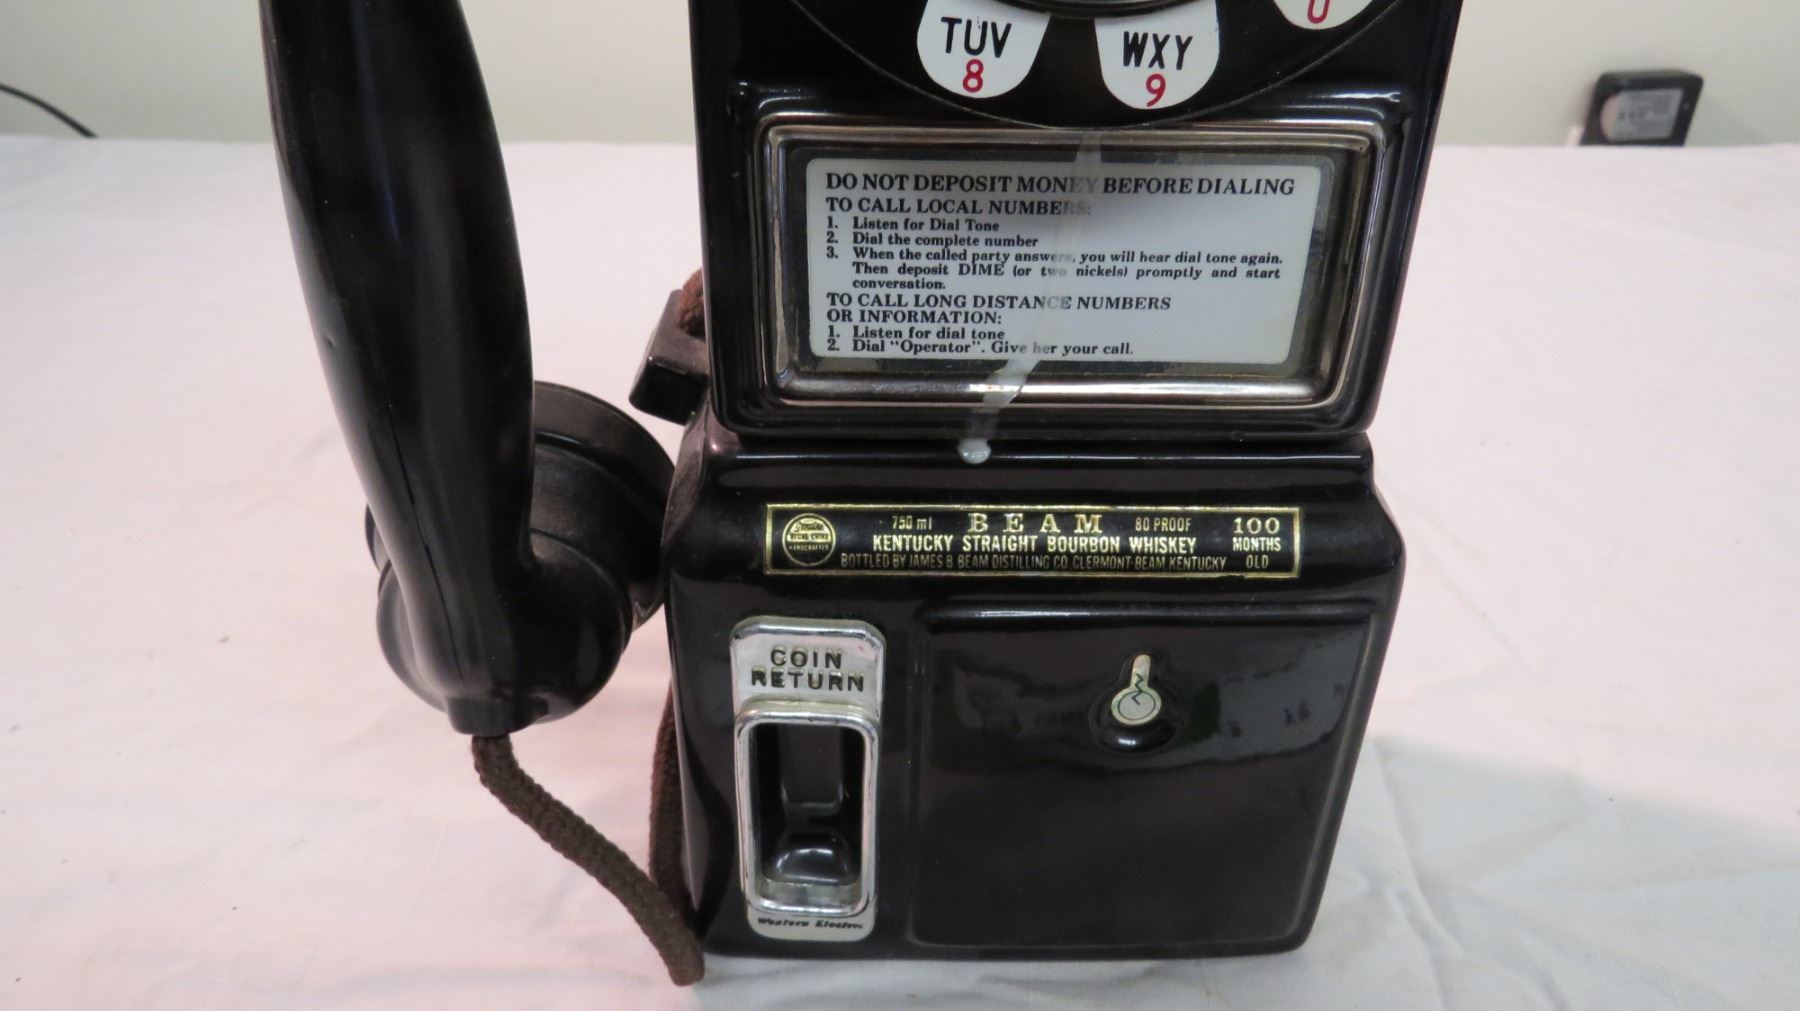 TUV
8
WXY
9
0
DO NOT DEPOSIT MONEY BEFORE DIALING
TO CALL LOCAL NUMBERS:
1. Listen for Dial Tone
2. Dial the complete number
3. When the called party answers, you will hear dial tone again.
Then deposit DIME (or two nickels) promptly and start
conversation.
TO CALL LONG DISTANCE NUMBERS
OR INFORMATION:
1. Listen for dial tone
2. Dial "Operator". Give her your call.
750 ml BEAM 80 PROOF 100
KENTUCKY STRAIGHT BOURBON WHISKEY MONTHS
BOTTLED BY JAMES B. BEAM DISTILLING CO. CLERMONT-BEAM, KENTUCKY OLD
HANDCRAFTED
COIN
RETURN
Western Electric